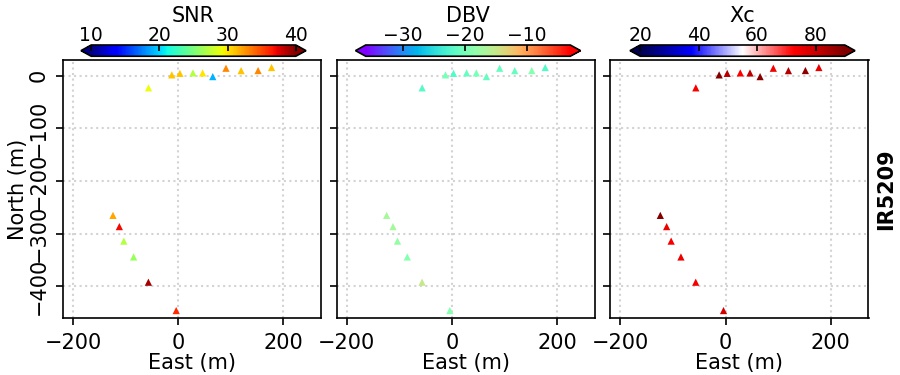 SNR DBV Xc
10 20 30 40 −30 −20 −10 20 40 60 80
North (m)
0
−100
−200
−300
−400
IR5209
−200 0 200 −200 0 200 −200 0 200
East (m) East (m) East (m)